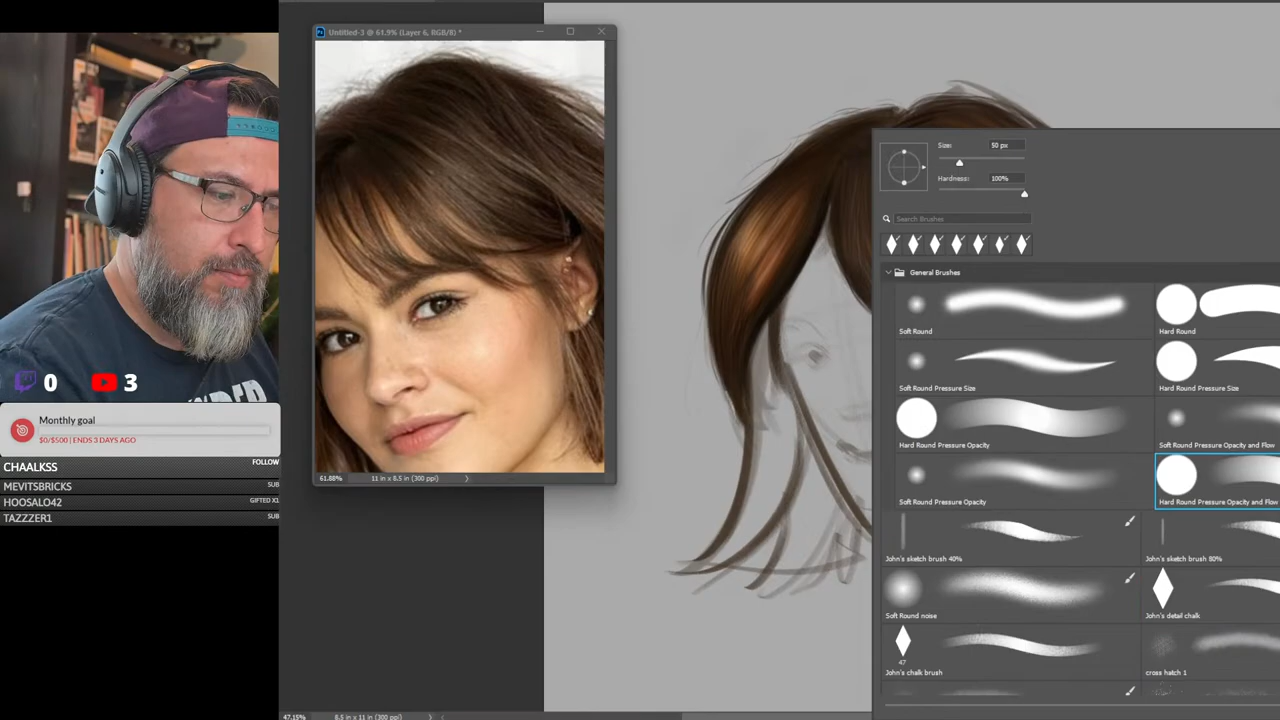 Untitled-3 @ 61.9% (Layer 6, RGB/8) *
61.88%
11 in x 8.5 in (300 ppi)
0
3
Monthly goal
$0/$500 | ENDS 3 DAYS AGO
CHAALKSS
FOLLOW
MEVITSBRICKS
SUB
HOOSALO42
GIFTED X1
TAZZZER1
SUB
Size:
50 px
Hardness:
100%
Search Brushes
General Brushes
Soft Round
Hard Round
Soft Round Pressure Size
Hard Round Pressure Size
Hard Round Pressure Opacity
Soft Round Pressure Opacity and Flow
Soft Round Pressure Opacity
Hard Round Pressure Opacity and Flow
John's sketch brush 40%
John's sketch brush 80%
Soft Round noise
John's detail chalk
47
John's chalk brush
cross hatch 1
47.15%
8.5 in x 11 in (300 ppi)